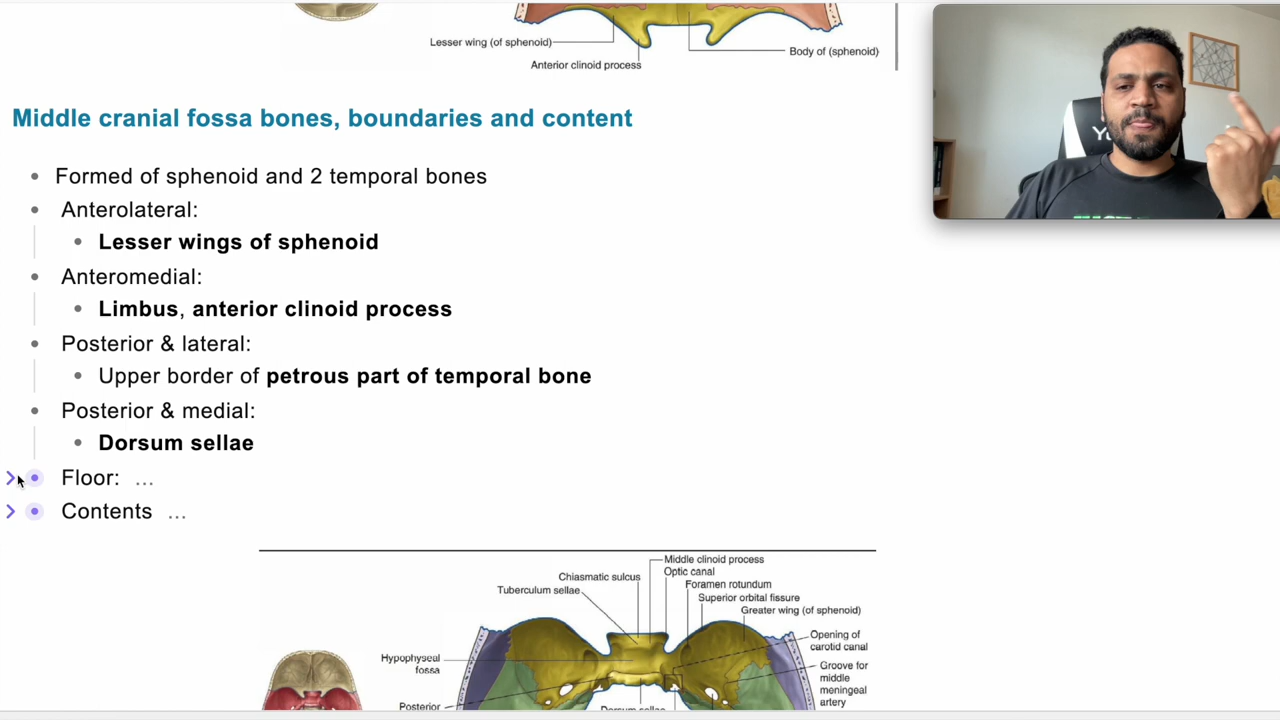 Lesser wing (of sphenoid)
Body of (sphenoid)
Anterior clinoid process
Middle cranial fossa bones, boundaries and content
• Formed of sphenoid and 2 temporal bones
• Anterolateral:
• Lesser wings of sphenoid
• Anteromedial:
• Limbus, anterior clinoid process
• Posterior & lateral:
• Upper border of petrous part of temporal bone
• Posterior & medial:
• Dorsum sellae
• Floor: ...
• Contents ...
Middle clinoid process
Chiasmatic sulcus
Optic canal
Tuberculum sellae
Foramen rotundum
Superior orbital fissure
Greater wing (of sphenoid)
Opening of
carotid canal
Hypophyseal
fossa
Groove for
middle
meningeal
artery
Posterior
Dorsum sellae